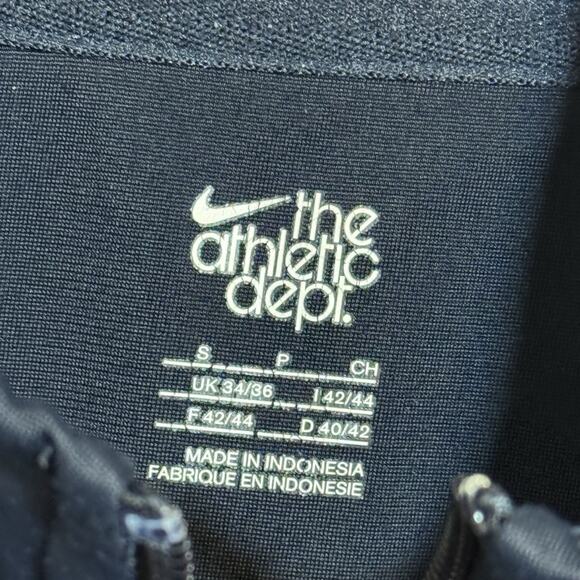 the
athletic
dept.
S P CH
UK 34/36 I 42/44
F 42/44 D 40/42
MADE IN INDONESIA
FABRIQUE EN INDONESIE